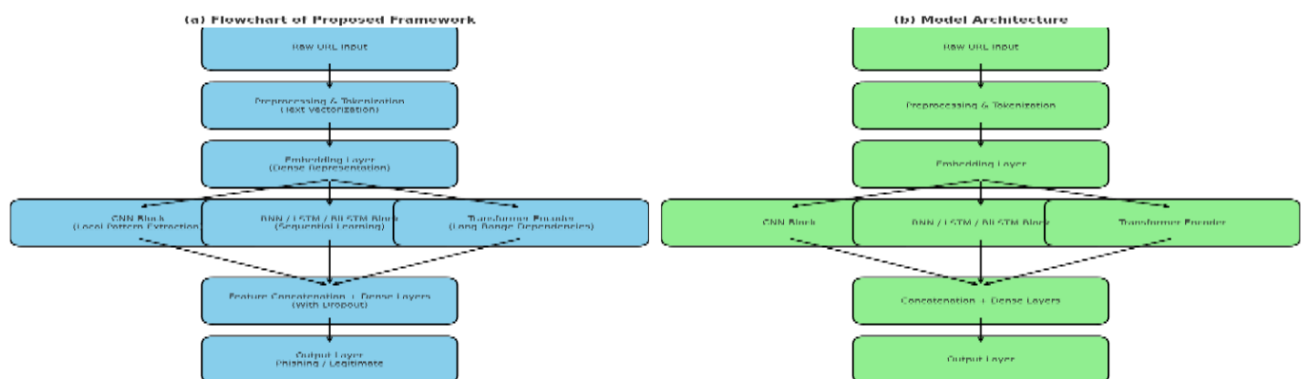 (a) Flowchart of Proposed Framework
Raw URL Input
Preprocessing & Tokenization
(Text Vectorization)
Embedding Layer
(Dense Representation)
CNN Block
(Local Pattern Extraction)
RNN / LSTM / BiLSTM Block
(Sequential Learning)
Transformer Encoder
(Long Range Dependencies)
Feature Concatenation + Dense Layers
(With Dropout)
Output Layer
Phishing / Legitimate
(b) Model Architecture
Raw URL Input
Preprocessing & Tokenization
Embedding Layer
CNN Block
RNN / LSTM / BiLSTM Block
Transformer Encoder
Concatenation + Dense Layers
Output Layer